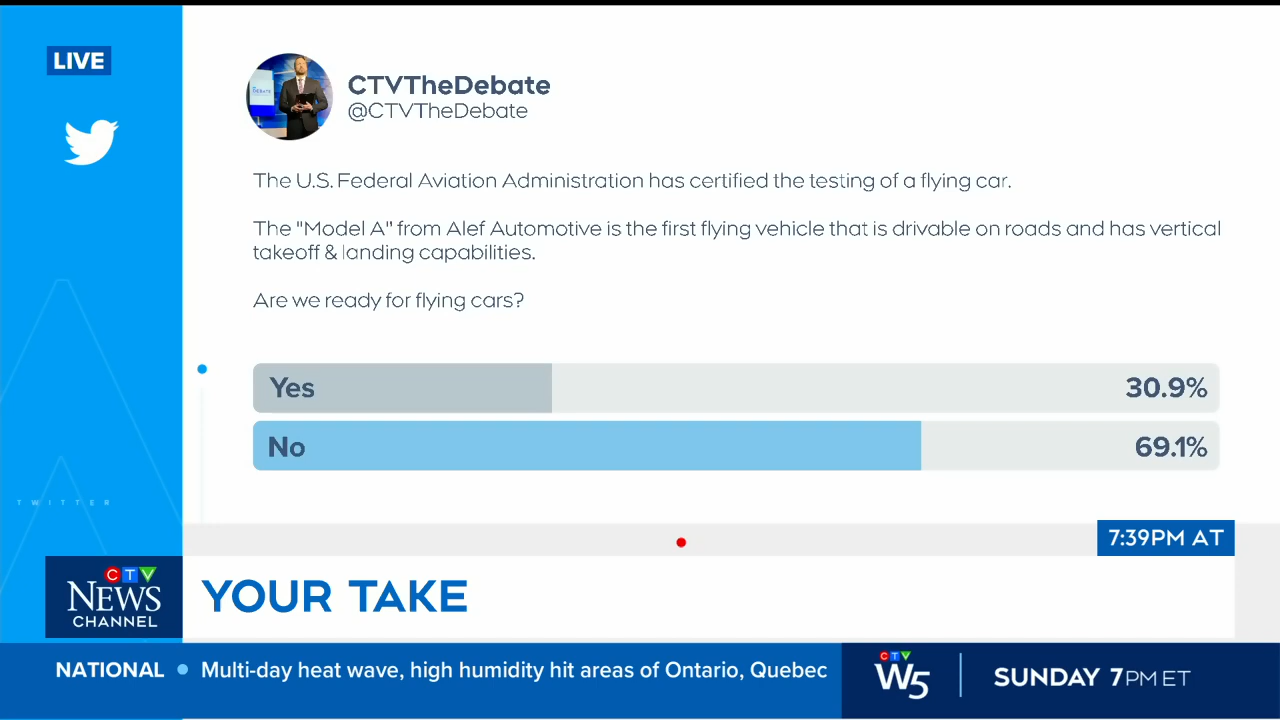 LIVE
CTVTheDebate
@CTVTheDebate
The U.S. Federal Aviation Administration has certified the testing of a flying car.
The "Model A" from Alef Automotive is the first flying vehicle that is drivable on roads and has vertical
takeoff & landing capabilities.
Are we ready for flying cars?
Yes 30.9%
No 69.1%
TWITTER
7:39PM AT
CTV
NEWS
CHANNEL
YOUR TAKE
NATIONAL • Multi-day heat wave, high humidity hit areas of Ontario, Quebec
CTV
W5
SUNDAY 7PM ET